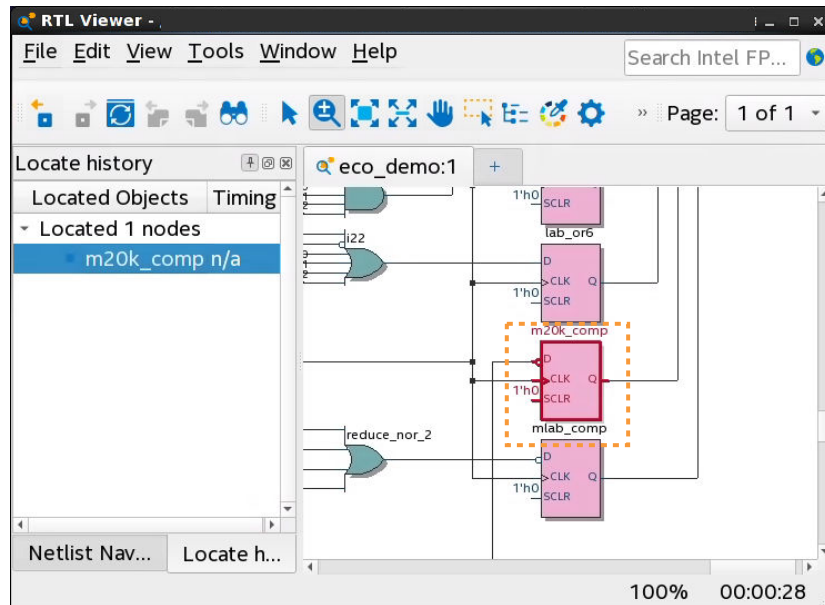 RTL Viewer -
File Edit View Tools Window Help
Search Intel FP...
Page: 1 of 1
Locate history
eco_demo:1
+
Located Objects Timing
Located 1 nodes
m20k_comp n/a
1'h0 SCLR
lab_or6
i22
D
CLK Q
1'h0 SCLR
m20k_comp
D
CLK Q
1'h0 SCLR
mlab_comp
reduce_nor_2
D
CLK Q
1'h0 SCLR
Netlist Nav... Locate h...
100% 00:00:28